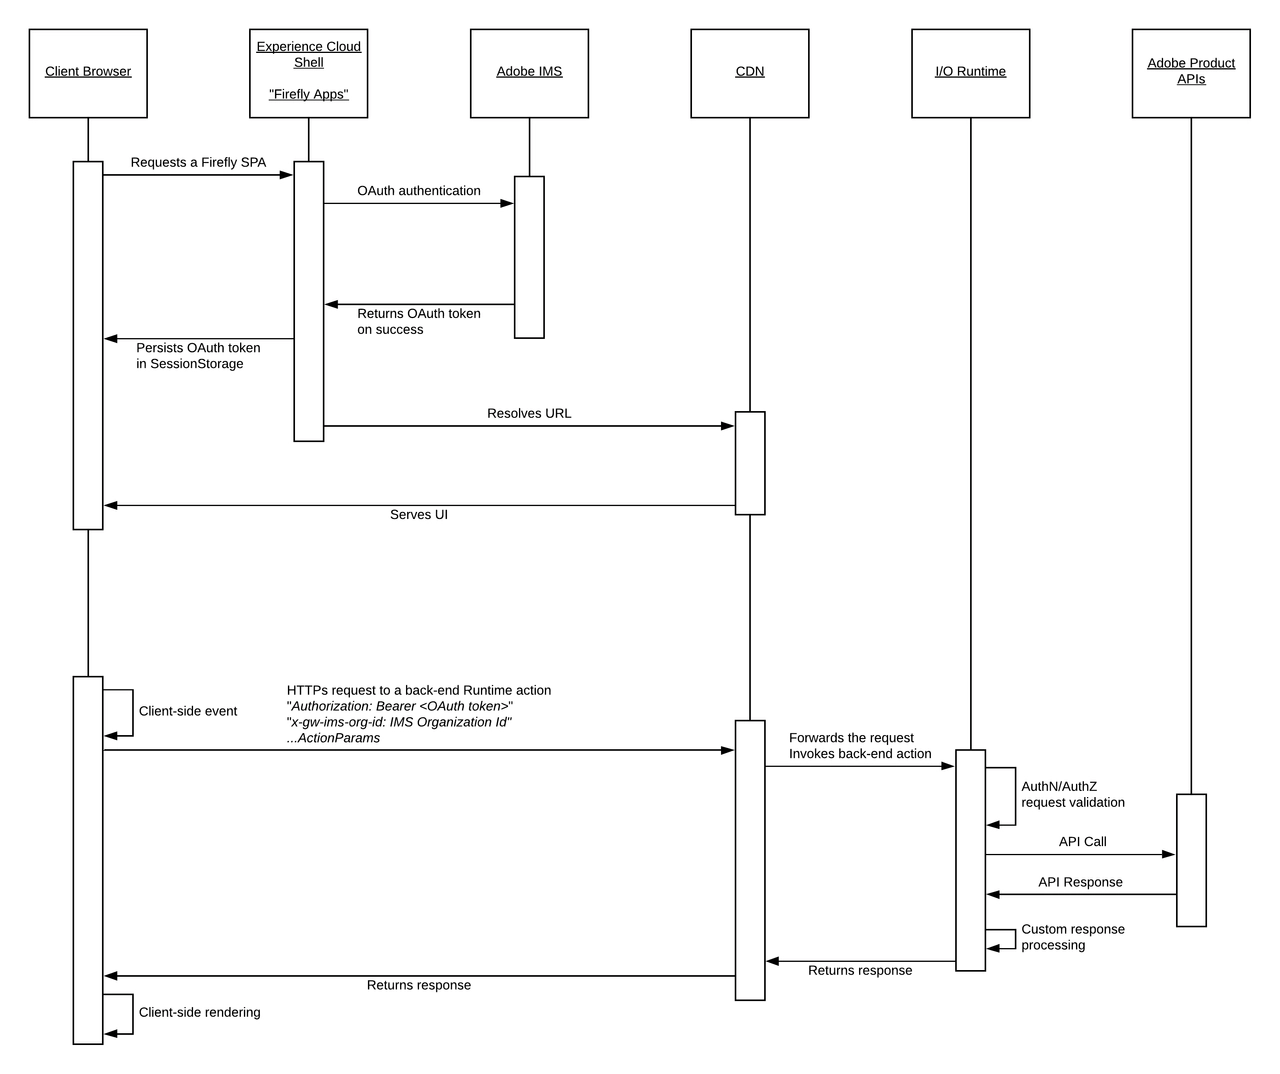 Client Browser
Experience Cloud
Shell
"Firefly Apps"
Adobe IMS
CDN
I/O Runtime
Adobe Product
APIs
Requests a Firefly SPA
OAuth authentication
Returns OAuth token
on success
Persists OAuth token
in SessionStorage
Resolves URL
Serves UI
Client-side event
HTTPs request to a back-end Runtime action
"Authorization: Bearer <OAuth token>"
"x-gw-ims-org-id: IMS Organization Id"
...ActionParams
Forwards the request
Invokes back-end action
AuthN/AuthZ
request validation
API Call
API Response
Custom response
processing
Returns response
Returns response
Client-side rendering